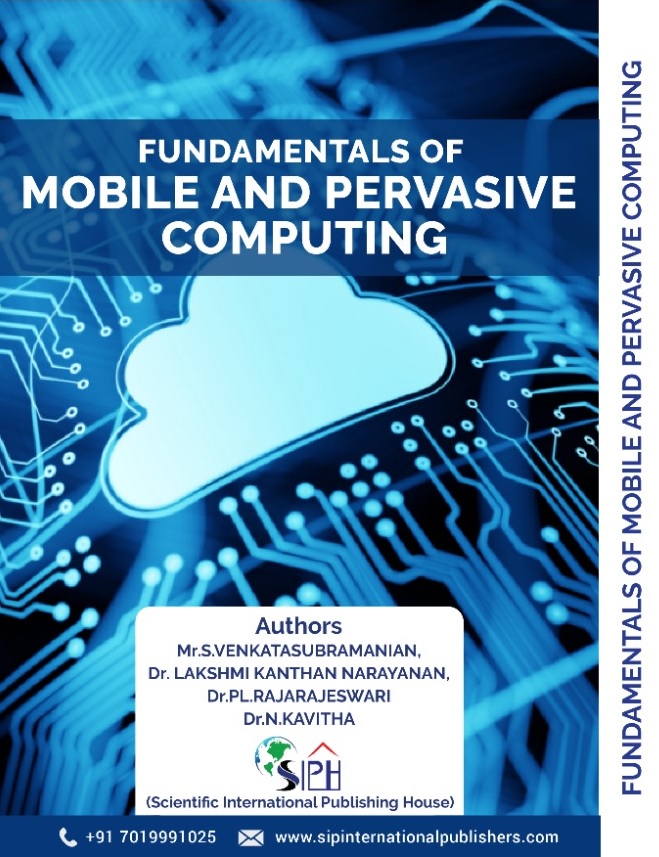 FUNDAMENTALS OF
MOBILE AND PERVASIVE
COMPUTING
Authors
Mr.S.VENKATASUBRAMANIAN,
Dr. LAKSHMI KANTHAN NARAYANAN,
Dr.PL.RAJARAJESWARI
Dr.N.KAVITHA
SIPH
(Scientific International Publishing House)
+91 7019991025 www.sipinternationalpublishers.com
FUNDAMENTALS OF MOBILE AND PERVASIVE COMPUTING